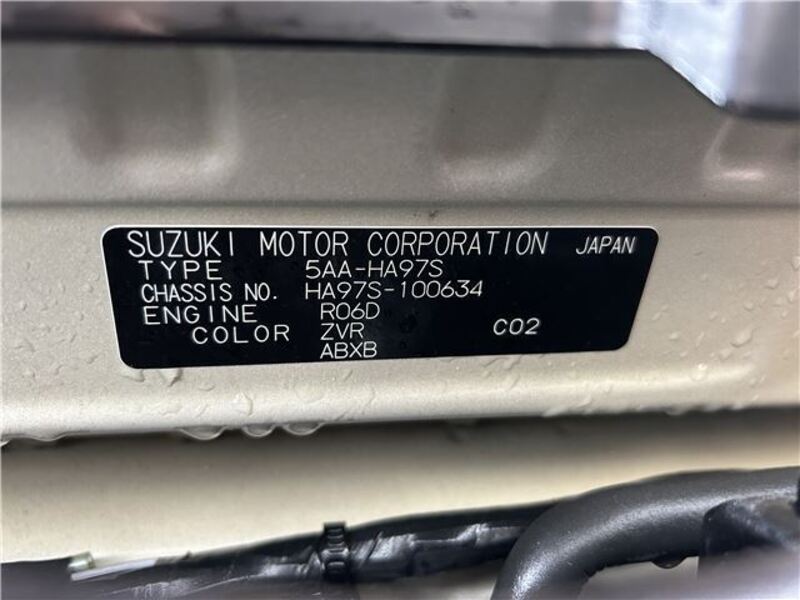 SUZUKI MOTOR CORPORATION JAPAN
TYPE 5AA-HA97S
CHASSIS NO. HA97S-100634
ENGINE R06D
COLOR ZVR C02
ABXB